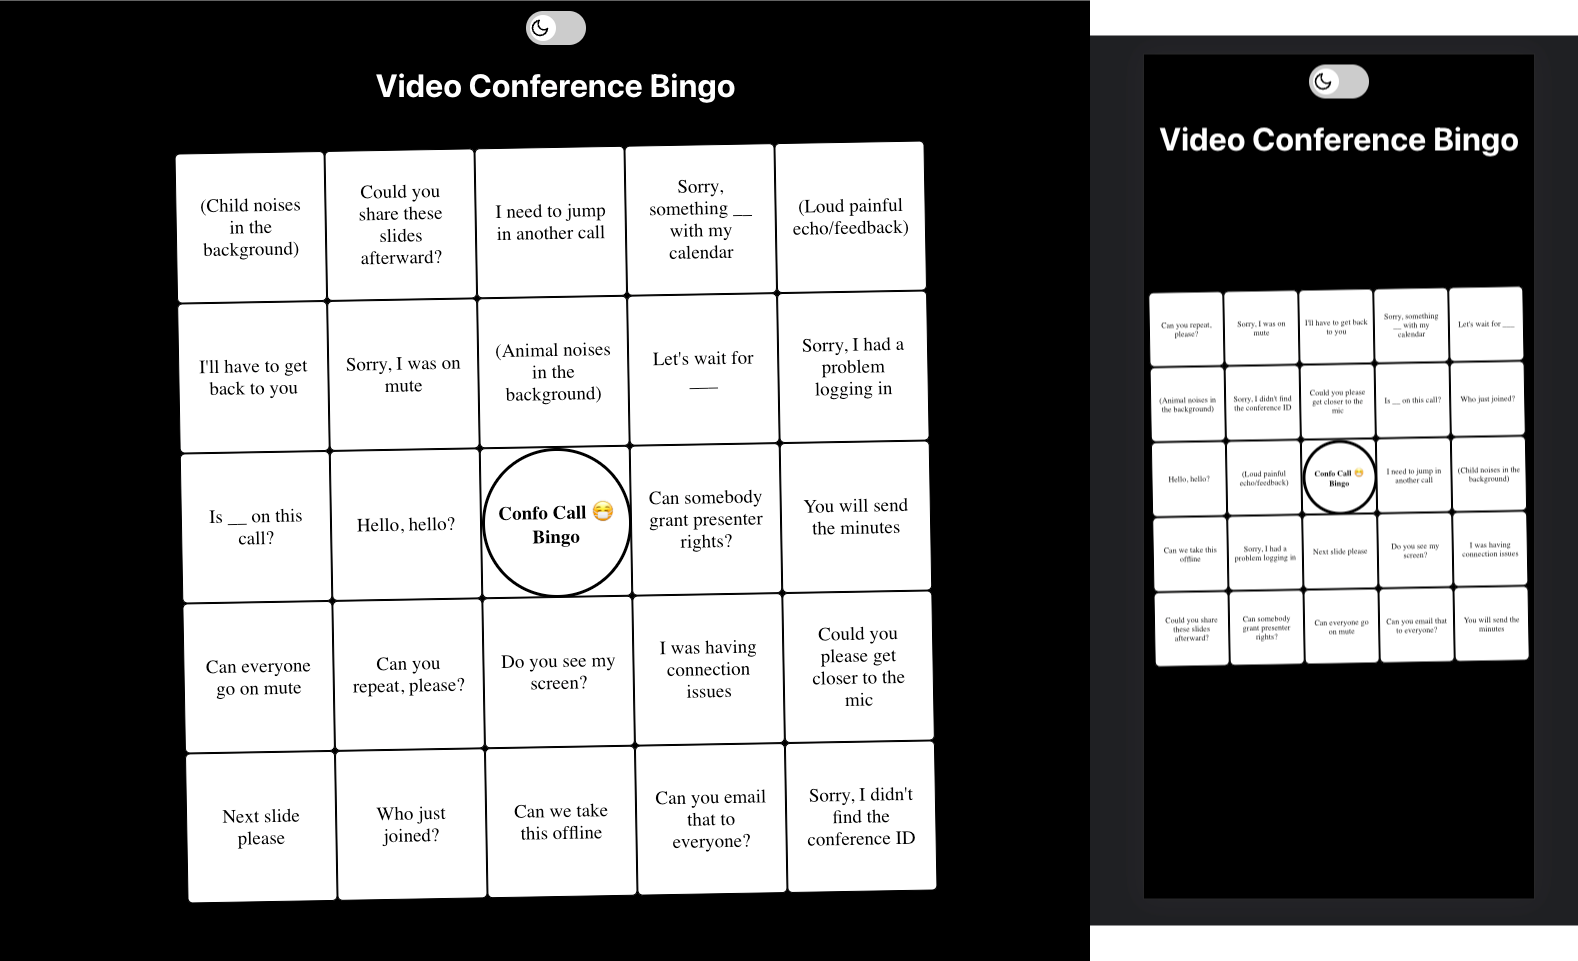 Video Conference Bingo
(Child noises
in the
background)
Could you
share these
slides
afterward?
I need to jump
in another call
Sorry,
something __
with my
calendar
(Loud painful
echo/feedback)
I'll have to get
back to you
Sorry, I was on
mute
(Animal noises
in the
background)
Let's wait for
___
Sorry, I had a
problem
logging in
Is __ on this
call?
Hello, hello?
Confo Call 😷
Bingo
Can somebody
grant presenter
rights?
You will send
the minutes
Can everyone
go on mute
Can you
repeat, please?
Do you see my
screen?
I was having
connection
issues
Could you
please get
closer to the
mic
Next slide
please
Who just
joined?
Can we take
this offline
Can you email
that to
everyone?
Sorry, I didn't
find the
conference ID
Video Conference Bingo
Can you repeat,
please?
Sorry, I was on
mute
I'll have to get back
to you
Sorry, something
__ with my
calendar
Let's wait for ___
(Animal noises in
the background)
Sorry, I didn't find
the conference ID
Could you please
get closer to the
mic
Is __ on this call?
Who just joined?
Hello, hello?
(Loud painful
echo/feedback)
Confo Call 😷
Bingo
I need to jump in
another call
(Child noises in the
background)
Can we take this
offline
Sorry, I had a
problem logging in
Next slide please
Do you see my
screen?
I was having
connection issues
Could you share
these slides
afterward?
Can somebody
grant presenter
rights?
Can everyone go
on mute
Can you email that
to everyone?
You will send the
minutes